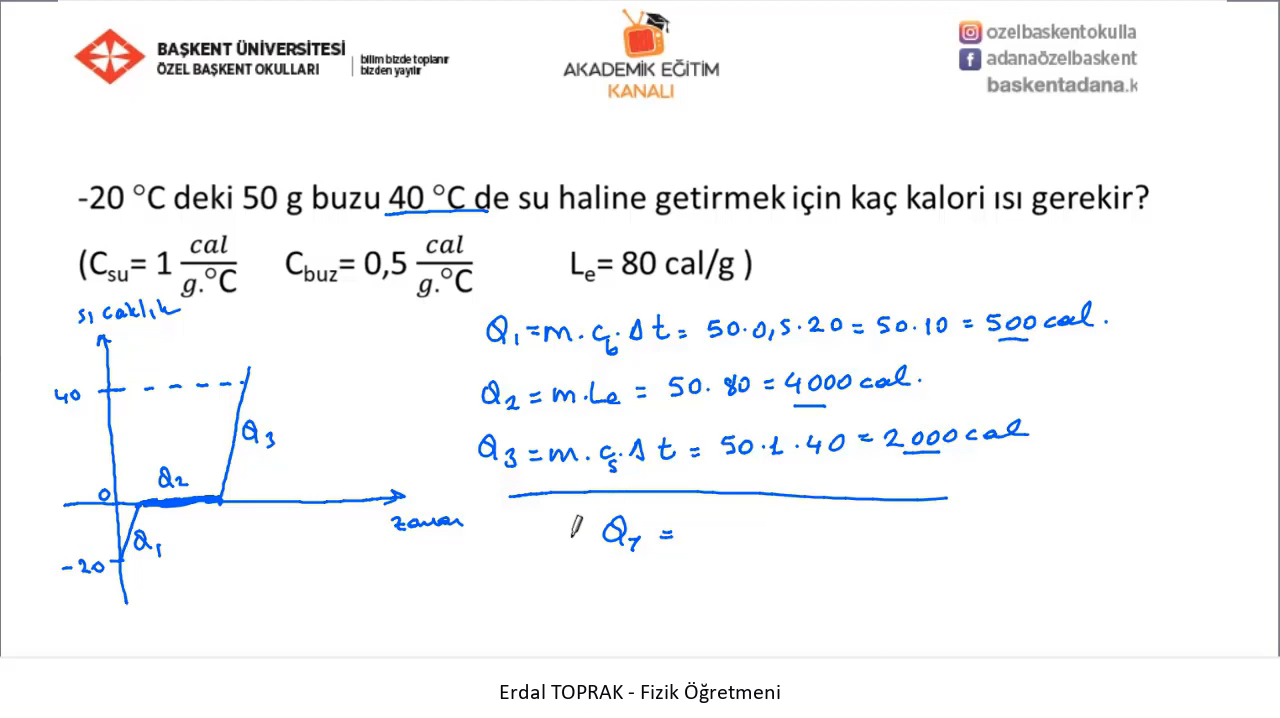 BAŞKENT ÜNİVERSİTESİ
ÖZEL BAŞKENT OKULLARI
bilim bizde toplanır
bizden yayılır
AKADEMİK EĞİTİM
KANALI
ozelbaskentokulla
adanaözelbaskent
baskentadana.k
-20 °C deki 50 g buzu 40 °C de su haline getirmek için kaç kalori ısı gerekir?
(Csu= 1 cal/g.°C Cbuz= 0,5 cal/g.°C Le= 80 cal/g )
sıcaklık
40
0
-20
Q1
Q2
Q3
zaman
Q1 = m.çb.Δt = 50.0,5.20 = 50.10 = 500 cal.
Q2 = m.Le = 50.80 = 4000 cal.
Q3 = m.çs.Δt = 50.1.40 = 2000 cal
QT =
Erdal TOPRAK - Fizik Öğretmeni